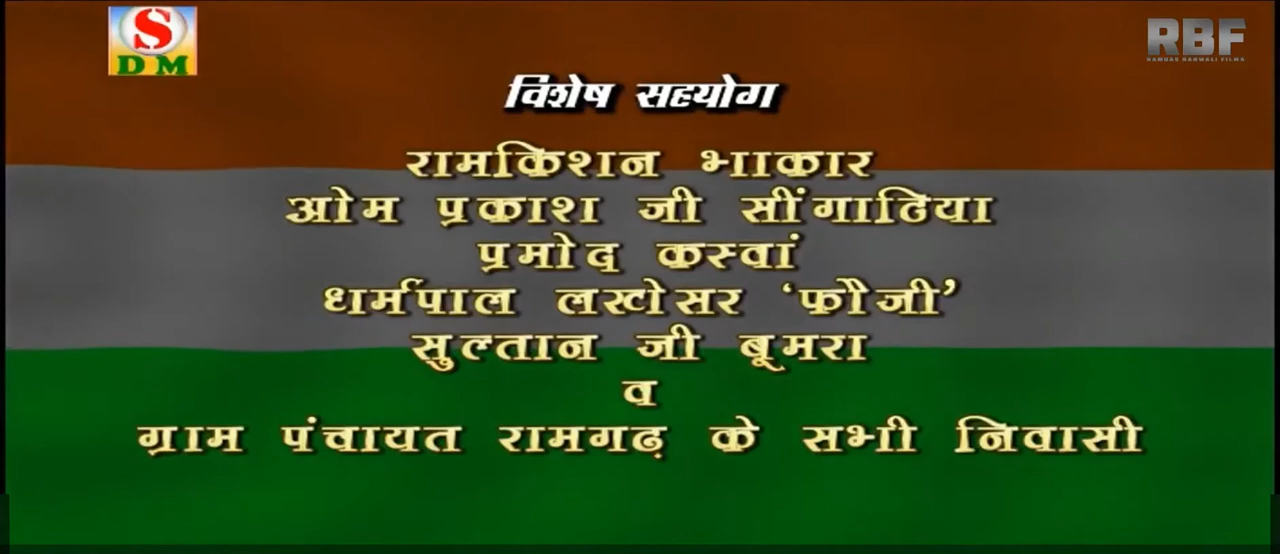 S
DM
RBF
विशेष सहयोग
रामकिशन भाकार
ओम प्रकाश जी सींगाठिया
प्रमोद कस्वां
धर्मपाल लखेसर ‘फौजी’
सुल्तान जी बूमरा
व
ग्राम पंचायत रामगढ़ के सभी निवासी